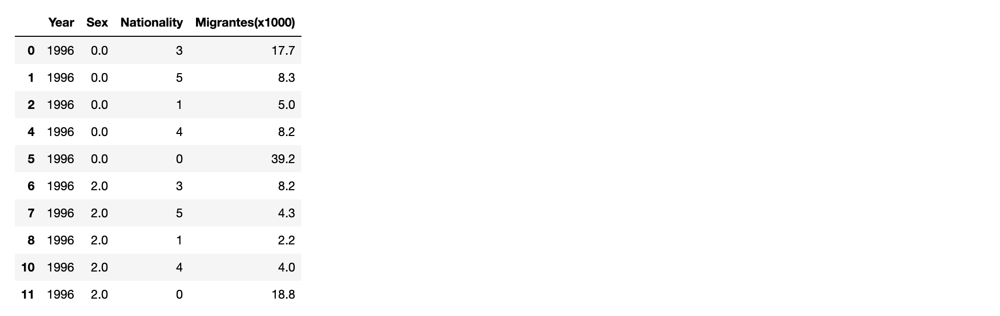 Year Sex Nationality Migrantes(x1000)
0 1996 0.0 3 17.7
1 1996 0.0 5 8.3
2 1996 0.0 1 5.0
4 1996 0.0 4 8.2
5 1996 0.0 0 39.2
6 1996 2.0 3 8.2
7 1996 2.0 5 4.3
8 1996 2.0 1 2.2
10 1996 2.0 4 4.0
11 1996 2.0 0 18.8